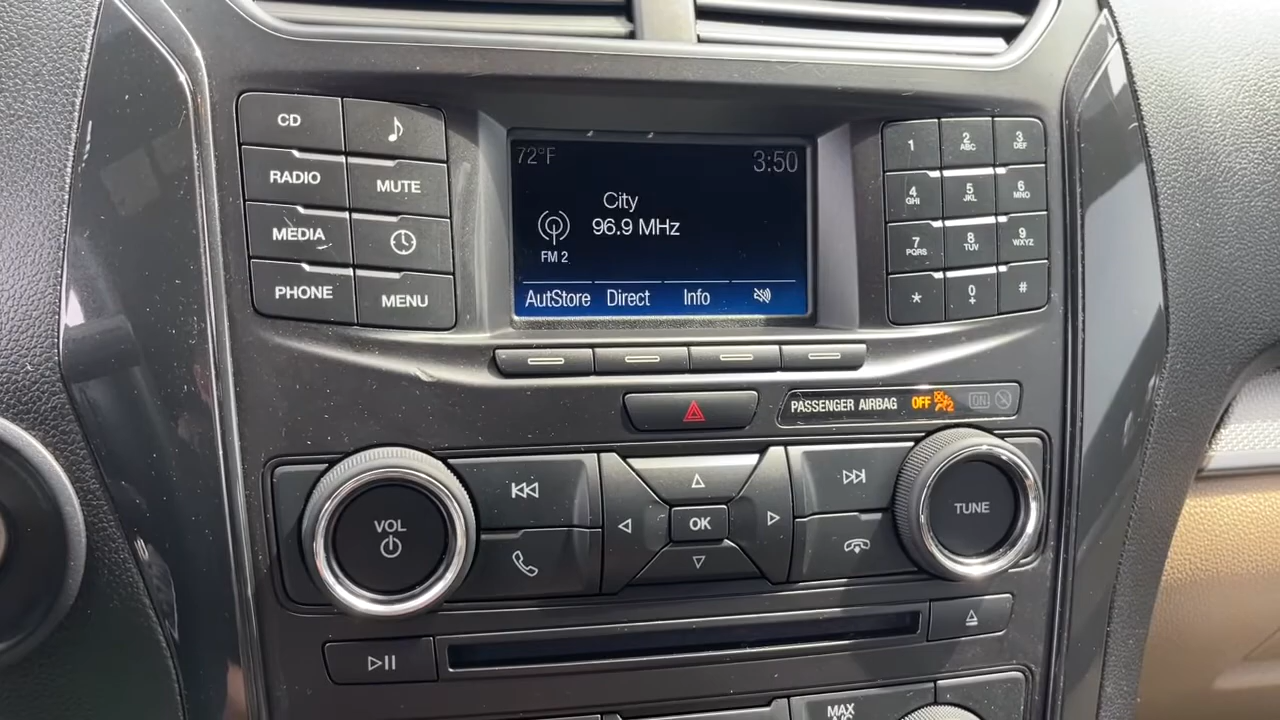 CD
RADIO
MUTE
MEDIA
PHONE
MENU
72°F
3:50
City
96.9 MHz
FM 2
AutStore Direct Info
1
2 ABC
3 DEF
4 GHI
5 JKL
6 MNO
7 PQRS
8 TUV
9 WXYZ
*
0 +
#
PASSENGER AIRBAG OFF 2 ON
VOL
OK
TUNE
MAX
A/C